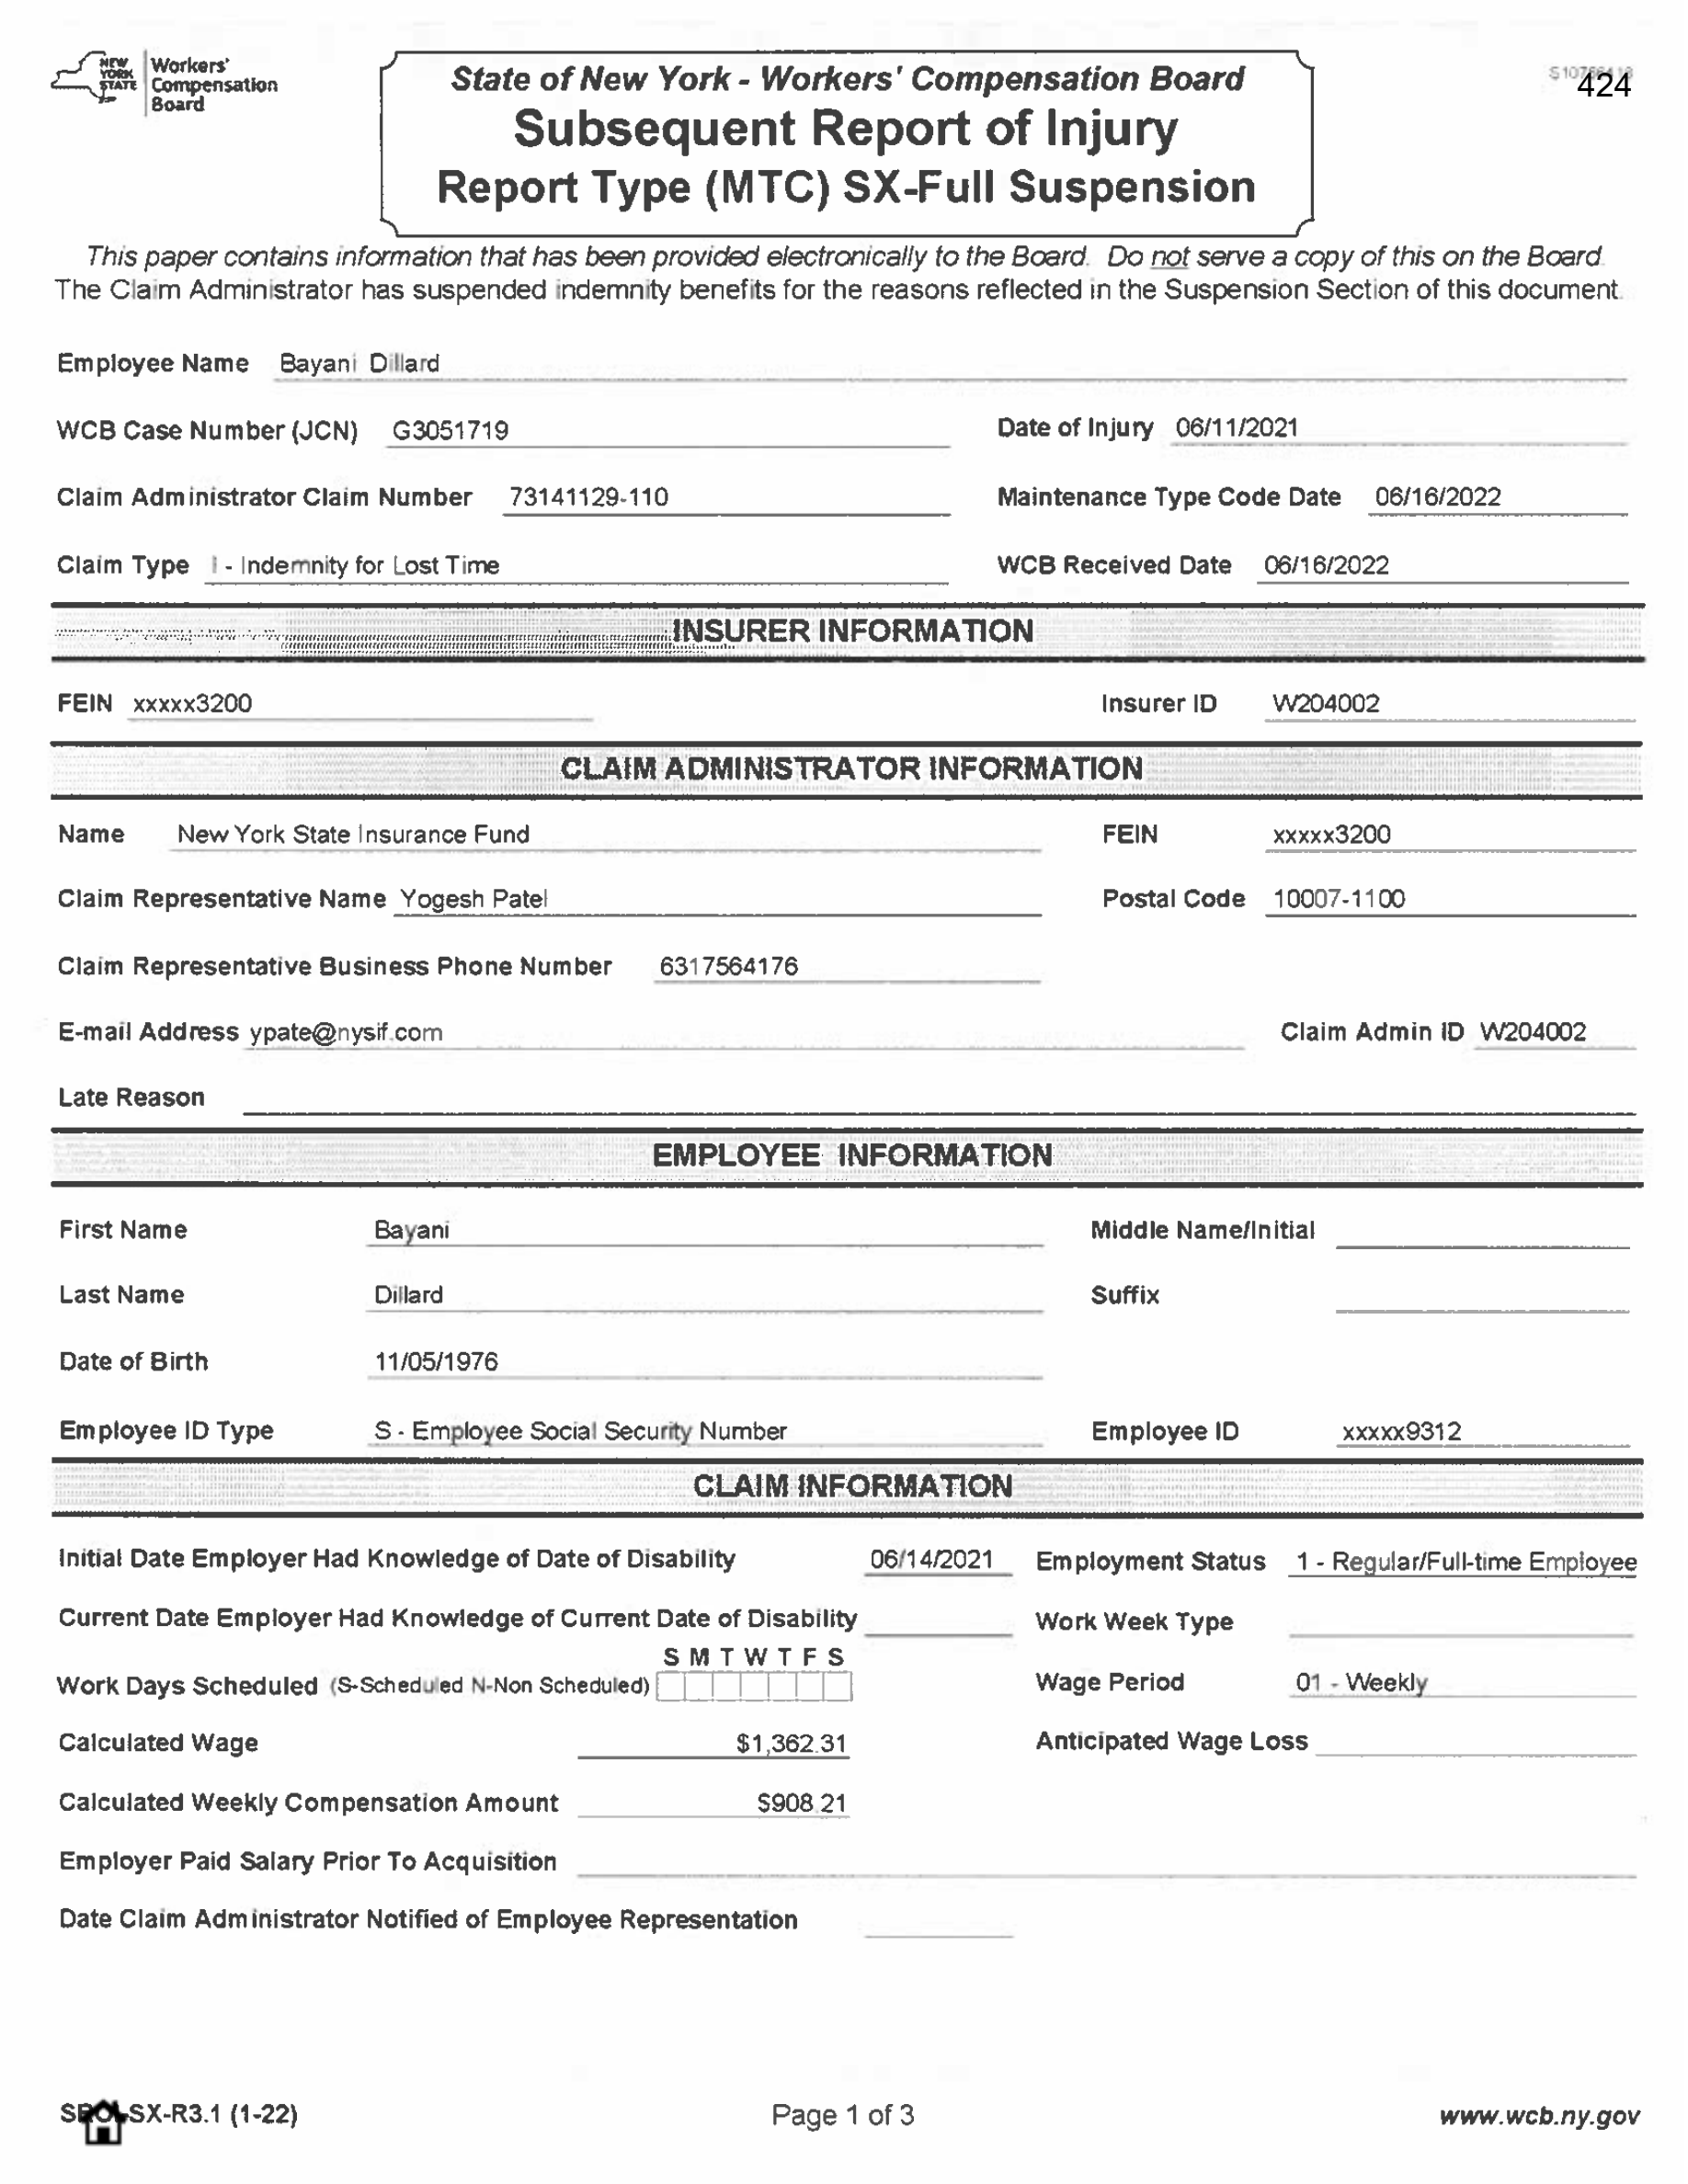 NEW YORK STATE
Workers' Compensation Board
State of New York - Workers' Compensation Board
424
Subsequent Report of Injury
Report Type (MTC) SX-Full Suspension
This paper contains information that has been provided electronically to the Board. Do not serve a copy of this on the Board.
The Claim Administrator has suspended indemnity benefits for the reasons reflected in the Suspension Section of this document.
Employee Name Bayani Dillard
WCB Case Number (JCN) G3051719 Date of Injury 06/11/2021
Claim Administrator Claim Number 73141129-110 Maintenance Type Code Date 06/16/2022
Claim Type I - Indemnity for Lost Time WCB Received Date 06/16/2022
INSURER INFORMATION
FEIN xxxxx3200 Insurer ID W204002
CLAIM ADMINISTRATOR INFORMATION
Name New York State Insurance Fund FEIN xxxxx3200
Claim Representative Name Yogesh Patel Postal Code 10007-1100
Claim Representative Business Phone Number 6317564176
E-mail Address ypate@nysif.com Claim Admin ID W204002
Late Reason
EMPLOYEE INFORMATION
First Name Bayani Middle Name/Initial
Last Name Dillard Suffix
Date of Birth 11/05/1976
Employee ID Type S - Employee Social Security Number Employee ID xxxxx9312
CLAIM INFORMATION
Initial Date Employer Had Knowledge of Date of Disability 06/14/2021 Employment Status 1 - Regular/Full-time Employee
Current Date Employer Had Knowledge of Current Date of Disability Work Week Type
S M T W T F S
Work Days Scheduled (S-Scheduled N-Non Scheduled) Wage Period 01 - Weekly
Calculated Wage $1,362.31 Anticipated Wage Loss
Calculated Weekly Compensation Amount $908.21
Employer Paid Salary Prior To Acquisition
Date Claim Administrator Notified of Employee Representation
SX-R3.1 (1-22) Page 1 of 3 www.wcb.ny.gov